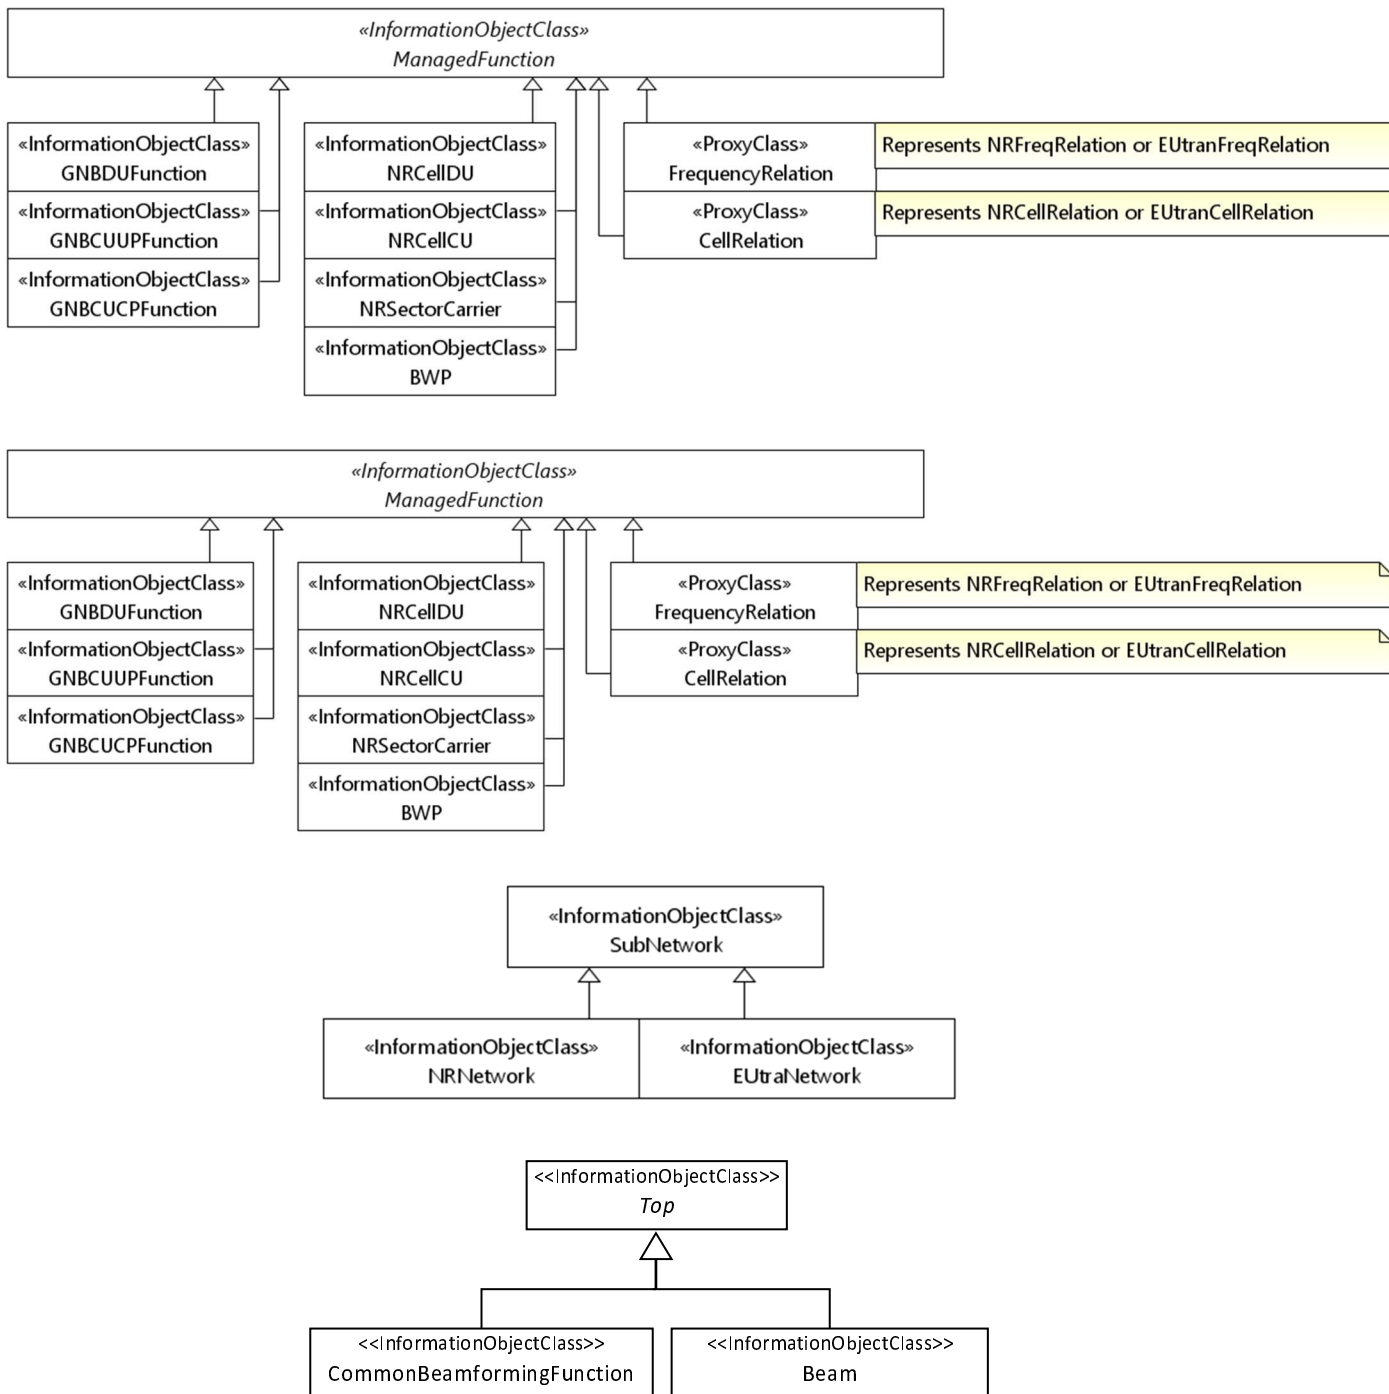 «InformationObjectClass»
ManagedFunction
«InformationObjectClass»
GNBDUFunction
«InformationObjectClass»
GNBCUUPFunction
«InformationObjectClass»
GNBCUCPFunction
«InformationObjectClass»
NRCellDU
«InformationObjectClass»
NRCellCU
«InformationObjectClass»
NRSectorCarrier
«InformationObjectClass»
BWP
«ProxyClass»
FrequencyRelation
«ProxyClass»
CellRelation
Represents NRFreqRelation or EUtranFreqRelation
Represents NRCellRelation or EUtranCellRelation
«InformationObjectClass»
ManagedFunction
«InformationObjectClass»
GNBDUFunction
«InformationObjectClass»
GNBCUUPFunction
«InformationObjectClass»
GNBCUCPFunction
«InformationObjectClass»
NRCellDU
«InformationObjectClass»
NRCellCU
«InformationObjectClass»
NRSectorCarrier
«InformationObjectClass»
BWP
«ProxyClass»
FrequencyRelation
«ProxyClass»
CellRelation
Represents NRFreqRelation or EUtranFreqRelation
Represents NRCellRelation or EUtranCellRelation
«InformationObjectClass»
SubNetwork
«InformationObjectClass»
NRNetwork
«InformationObjectClass»
EUtraNetwork
<<InformationObjectClass>>
Top
<<InformationObjectClass>>
CommonBeamformingFunction
<<InformationObjectClass>>
Beam